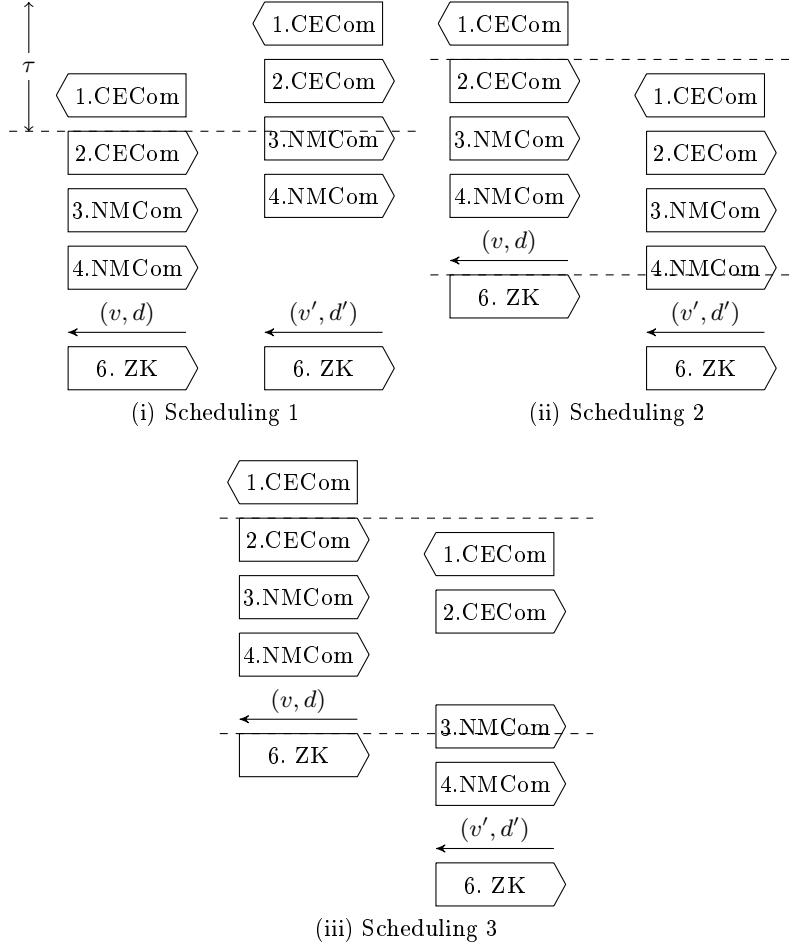 τ
1.CECom
2.CECom
3.NMCom
4.NMCom
(v, d)
6. ZK
1.CECom
2.CECom
3.NMCom
4.NMCom
(v′, d′)
6. ZK
(i) Scheduling 1
1.CECom
2.CECom
3.NMCom
4.NMCom
(v, d)
6. ZK
1.CECom
2.CECom
3.NMCom
4.NMCom
(v′, d′)
6. ZK
(ii) Scheduling 2
1.CECom
2.CECom
3.NMCom
4.NMCom
(v, d)
6. ZK
1.CECom
2.CECom
3.NMCom
4.NMCom
(v′, d′)
6. ZK
(iii) Scheduling 3